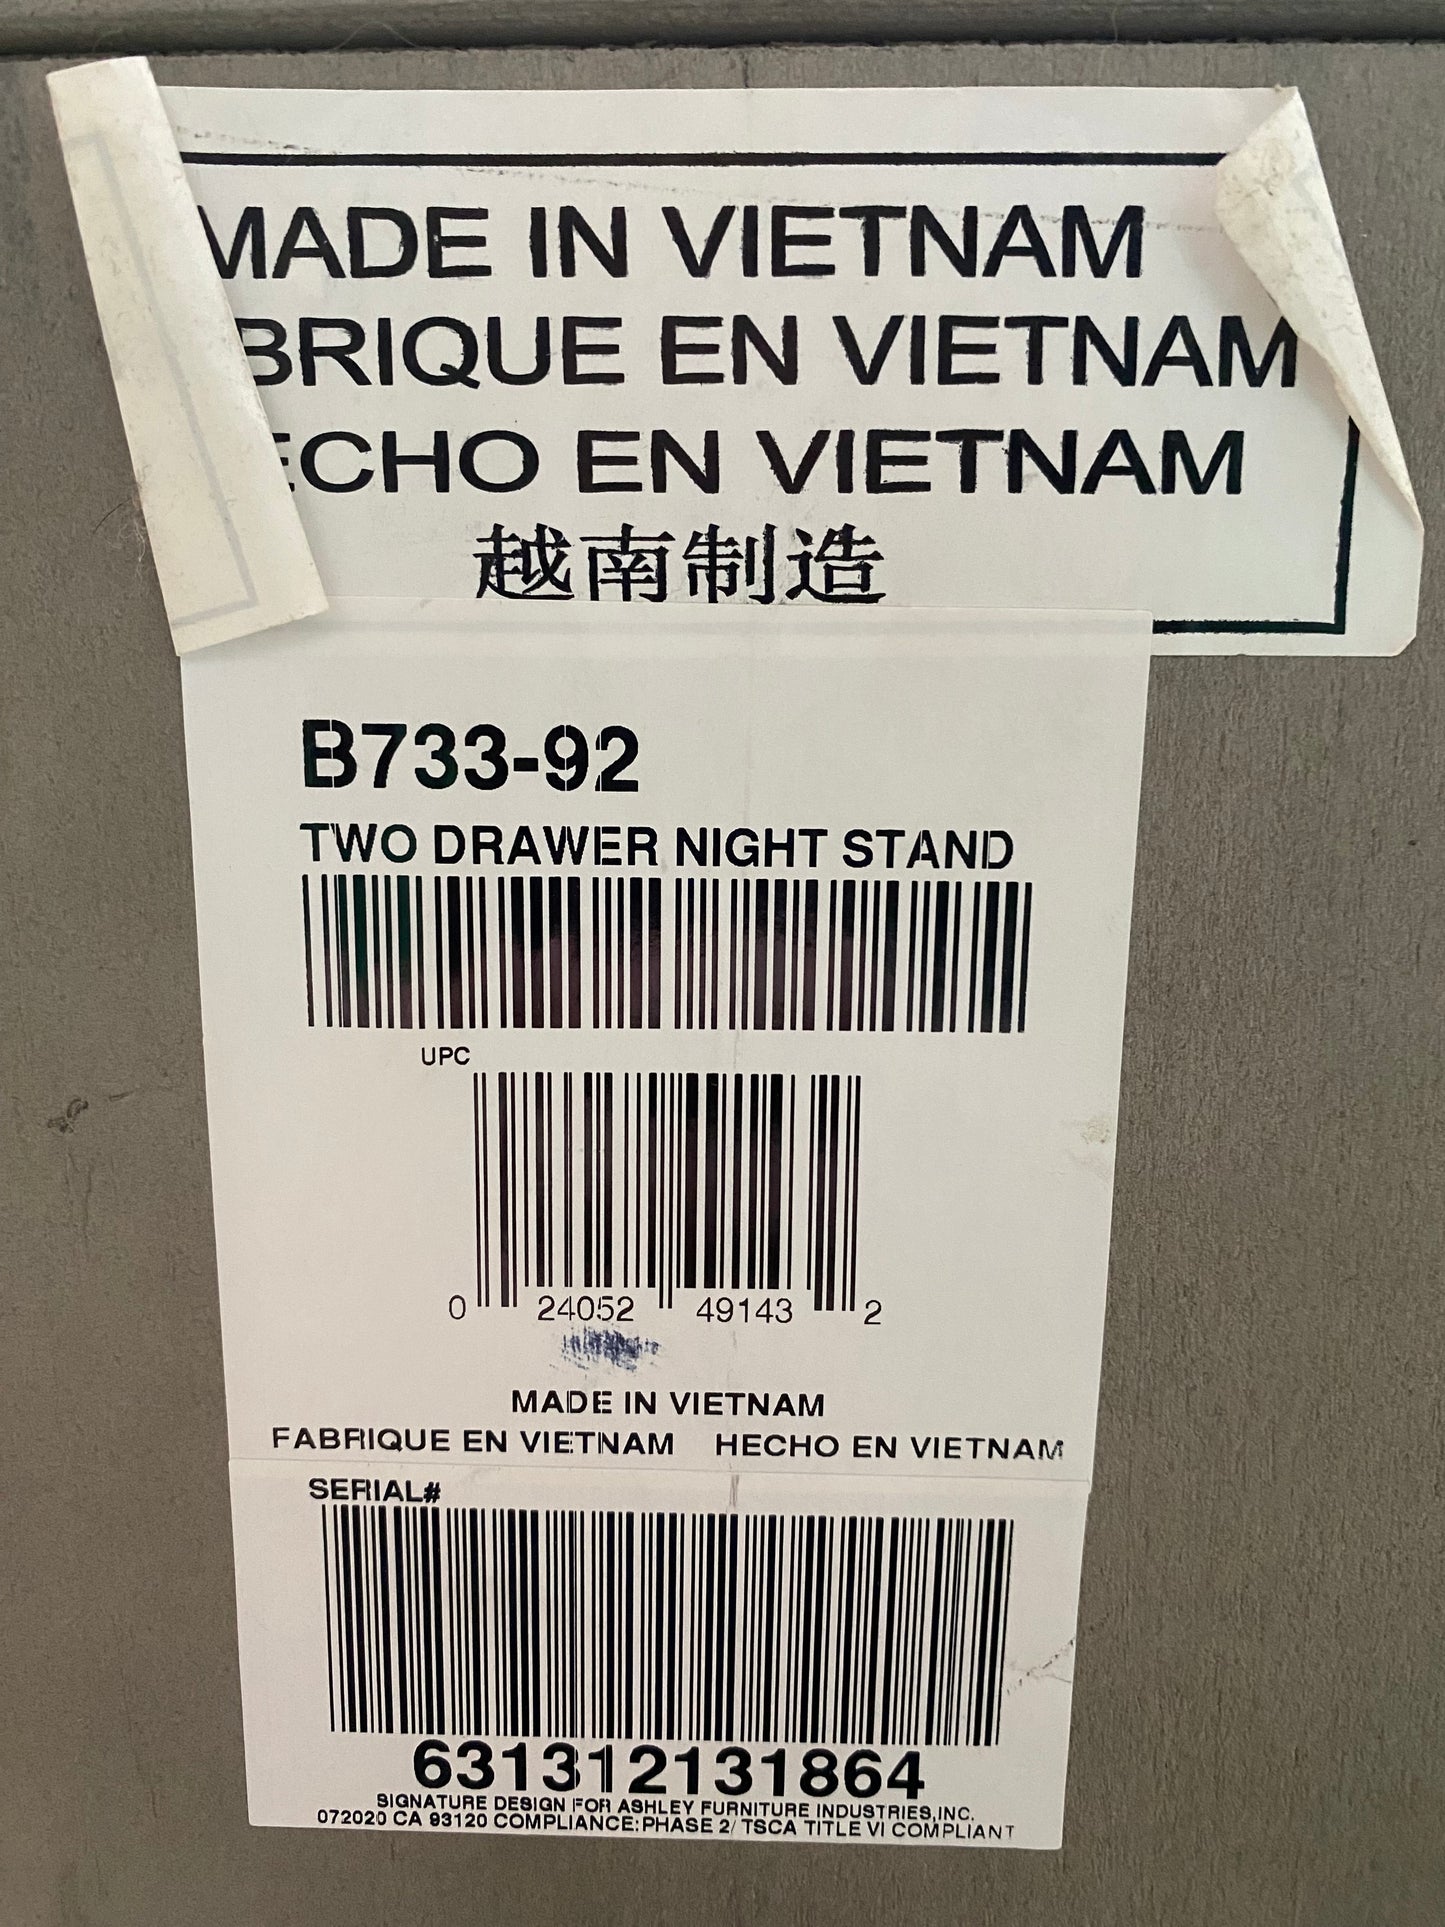 MADE IN VIETNAM
BRIQUE EN VIETNAM
ECHO EN VIETNAM
越南制造
B733-92
TWO DRAWER NIGHT STAND
UPC
0 24052 49143 2
MADE IN VIETNAM
FABRIQUE EN VIETNAM HECHO EN VIETNAM
SERIAL#
631312131864
SIGNATURE DESIGN FOR ASHLEY FURNITURE INDUSTRIES,INC.
072020 CA 93120 COMPLIANCE:PHASE 2/ TSCA TITLE VI COMPLIANT